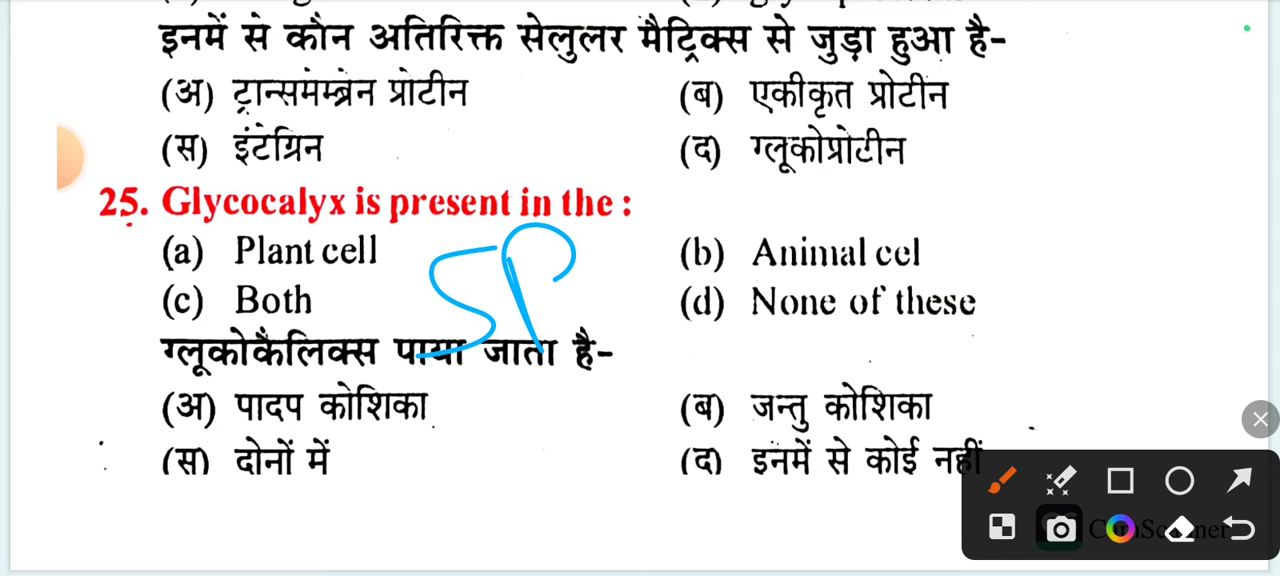 इनमें से कौन अतिरिक्त सेलुलर मैट्रिक्स से जुड़ा हुआ है-
(अ) ट्रान्समेम्ब्रेन प्रोटीन (ब) एकीकृत प्रोटीन
(स) इंटेग्रिन (द) ग्लूकोप्रोटीन
25. Glycocalyx is present in the :
(a) Plant cell (b) Animal cel
(c) Both (d) None of these
SP
ग्लूकोकैलिक्स पाया जाता है-
(अ) पादप कोशिका (ब) जन्तु कोशिका
(स) दोनों में (द) इनमें से कोई नहीं